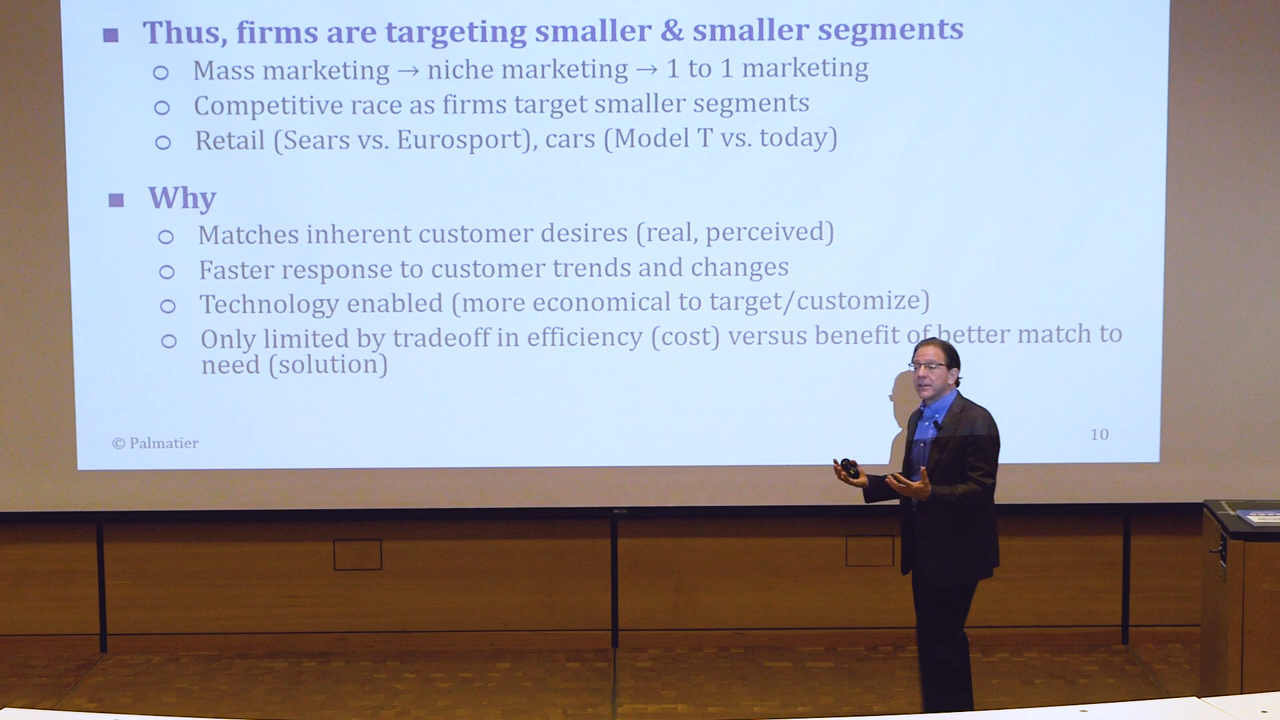 Thus, firms are targeting smaller & smaller segments
Mass marketing → niche marketing → 1 to 1 marketing
Competitive race as firms target smaller segments
Retail (Sears vs. Eurosport), cars (Model T vs. today)
Why
Matches inherent customer desires (real, perceived)
Faster response to customer trends and changes
Technology enabled (more economical to target/customize)
Only limited by tradeoff in efficiency (cost) versus benefit of better match to
need (solution)
© Palmatier
10